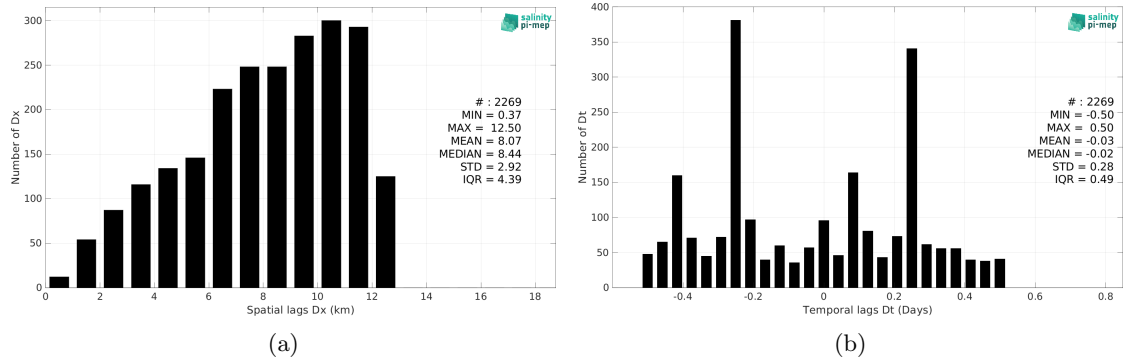 salinity
pi-mep
300
250
200
150
100
50
0
Number of Dx
# : 2269
MIN = 0.37
MAX = 12.50
MEAN = 8.07
MEDIAN = 8.44
STD = 2.92
IQR = 4.39
0 2 4 6 8 10 12 14 16 18
Spatial lags Dx (km)
(a)
salinity
pi-mep
400
350
300
250
200
150
100
50
0
Number of Dt
# : 2269
MIN = -0.50
MAX = 0.50
MEAN = -0.03
MEDIAN = -0.02
STD = 0.28
IQR = 0.49
-0.4 -0.2 0 0.2 0.4 0.6 0.8
Temporal lags Dt (Days)
(b)